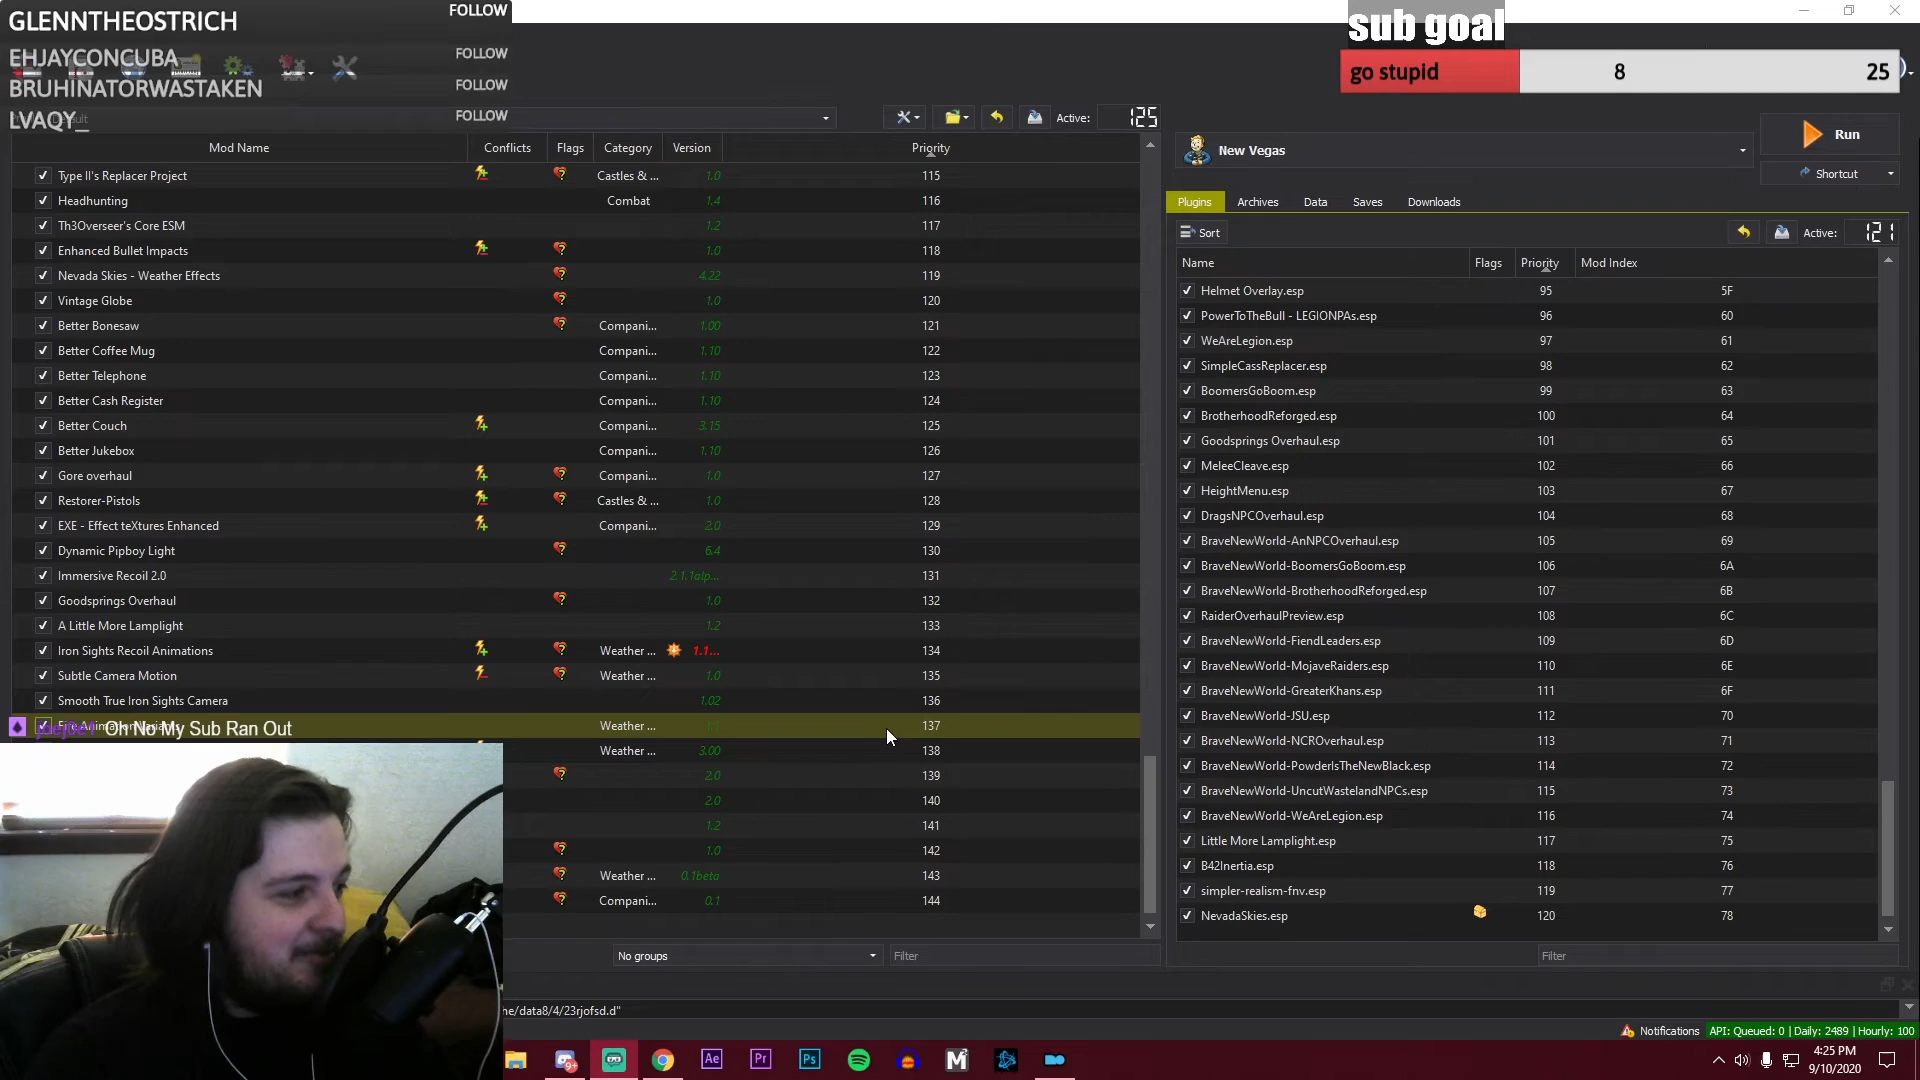 GLENNTHEOSTRICH FOLLOW
EHJAYCONCUBA FOLLOW
BRUHINATORWASTAKEN FOLLOW
LVAQY_ FOLLOW
sub goal
go stupid 8 25
Active: 125
Mod Name Conflicts Flags Category Version Priority
Type II's Replacer Project Castles & ... 1.0 115
Headhunting Combat 1.4 116
Th3Overseer's Core ESM 1.2 117
Enhanced Bullet Impacts 1.0 118
Nevada Skies - Weather Effects 4.22 119
Vintage Globe 1.0 120
Better Bonesaw Compani... 1.00 121
Better Coffee Mug Compani... 1.10 122
Better Telephone Compani... 1.10 123
Better Cash Register Compani... 1.10 124
Better Couch Compani... 3.15 125
Better Jukebox Compani... 1.10 126
Gore overhaul Compani... 1.0 127
Restorer-Pistols Castles & ... 1.0 128
EXE - Effect teXtures Enhanced Compani... 2.0 129
Dynamic Pipboy Light 6.4 130
Immersive Recoil 2.0 2.1.1alp... 131
Goodsprings Overhaul 1.0 132
A Little More Lamplight 1.2 133
Iron Sights Recoil Animations Weather ... 1.1... 134
Subtle Camera Motion Weather ... 1.0 135
Smooth True Iron Sights Camera 1.02 136
Oh No My Sub Ran Out Weather ... 137
Weather ... 3.00 138
2.0 139
2.0 140
1.2 141
1.0 142
Weather ... 0.1beta 143
Compani... 0.1 144
No groups Filter
he/data8/4/23rjofsd.d"
New Vegas
Run
Shortcut
Plugins Archives Data Saves Downloads
Sort Active: 121
Name Flags Priority Mod Index
Helmet Overlay.esp 95 5F
PowerToTheBull - LEGIONPAs.esp 96 60
WeAreLegion.esp 97 61
SimpleCassReplacer.esp 98 62
BoomersGoBoom.esp 99 63
BrotherhoodReforged.esp 100 64
Goodsprings Overhaul.esp 101 65
MeleeCleave.esp 102 66
HeightMenu.esp 103 67
DragsNPCOverhaul.esp 104 68
BraveNewWorld-AnNPCOverhaul.esp 105 69
BraveNewWorld-BoomersGoBoom.esp 106 6A
BraveNewWorld-BrotherhoodReforged.esp 107 6B
RaiderOverhaulPreview.esp 108 6C
BraveNewWorld-FiendLeaders.esp 109 6D
BraveNewWorld-MojaveRaiders.esp 110 6E
BraveNewWorld-GreaterKhans.esp 111 6F
BraveNewWorld-JSU.esp 112 70
BraveNewWorld-NCROverhaul.esp 113 71
BraveNewWorld-PowderIsTheNewBlack.esp 114 72
BraveNewWorld-UncutWastelandNPCs.esp 115 73
BraveNewWorld-WeAreLegion.esp 116 74
Little More Lamplight.esp 117 75
B42Inertia.esp 118 76
simpler-realism-fnv.esp 119 77
NevadaSkies.esp 120 78
Filter
Notifications API: Queued: 0 | Daily: 2489 | Hourly: 100
Ae Pr Ps M
4:25 PM
9/10/2020